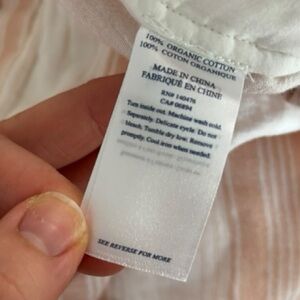 100% ORGANIC COTTON
100% COTON ORGANIQUE
MADE IN CHINA
FABRIQUÉ EN CHINE
RN# 140476
CA# 00894
Turn inside out. Machine wash cold.
Separately. Delicate cycle. Do not
bleach. Tumble dry low. Remove
promptly. Cool iron when needed.
SEE REVERSE FOR MORE